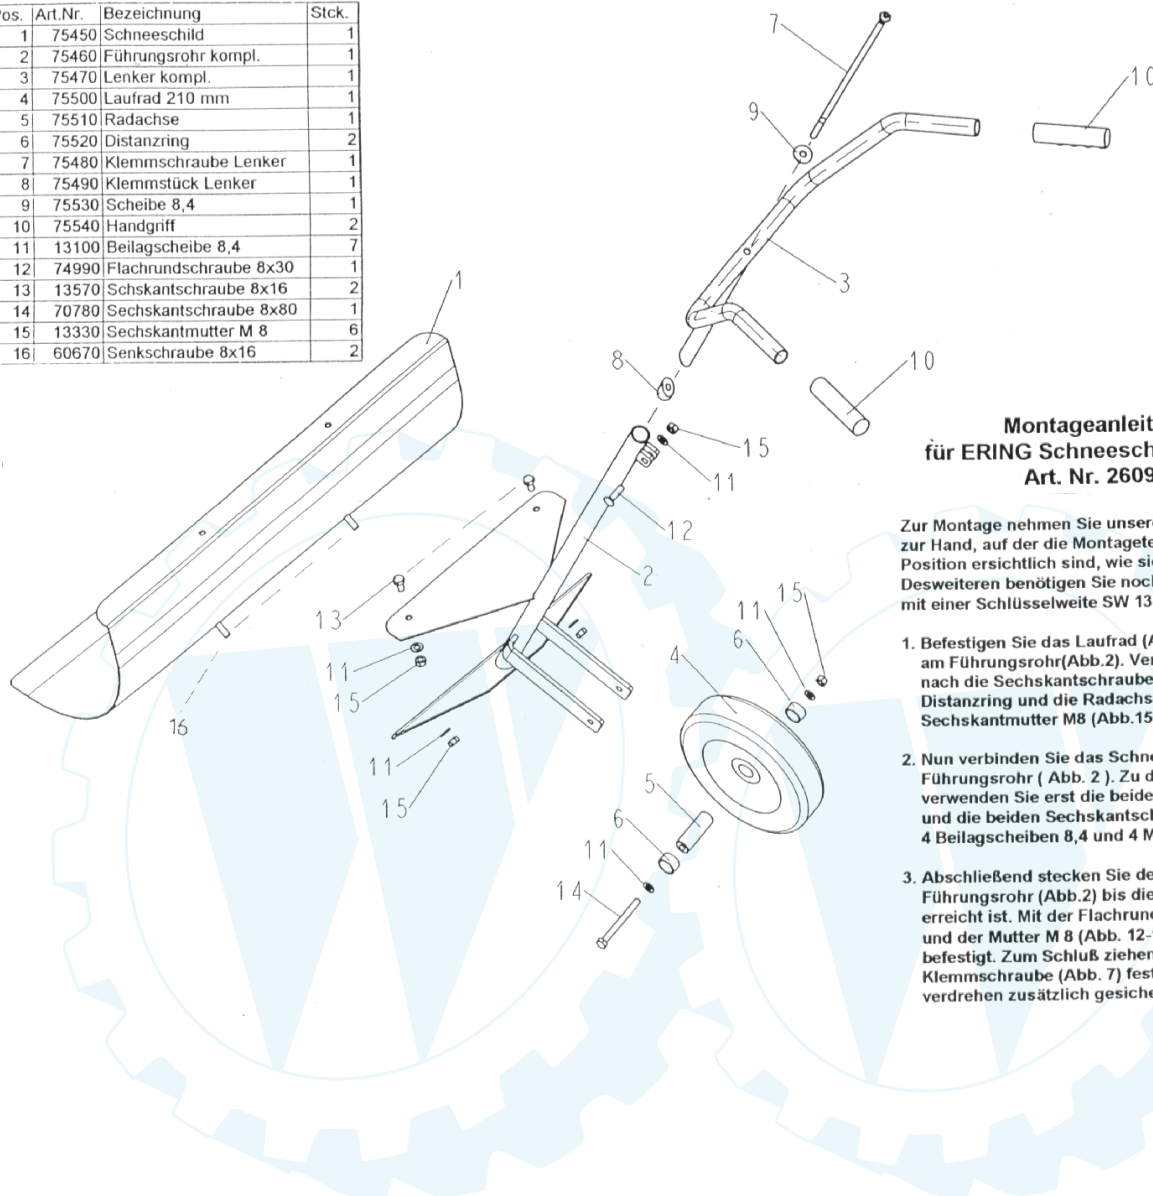 Pos. Art.Nr. Bezeichnung Stck.
1 75450 Schneeschild 1
2 75460 Führungsrohr kompl. 1
3 75470 Lenker kompl. 1
4 75500 Laufrad 210 mm 1
5 75510 Radachse 1
6 75520 Distanzring 2
7 75480 Klemmschraube Lenker 1
8 75490 Klemmstück Lenker 1
9 75530 Scheibe 8,4 1
10 75540 Handgriff 2
11 13100 Beilagscheibe 8,4 7
12 74990 Flachrundschraube 8x30 1
13 13570 Schskantschraube 8x16 2
14 70780 Sechskantschraube 8x80 1
15 13330 Sechskantmutter M 8 6
16 60670 Senkschraube 8x16 2
7
10
9
3
1
8
10
15
11
12
2
13
11
15
16
11
15
15
11
6
4
5
6
11
14
Montageanleit
für ERING Schneesch
Art. Nr. 2609
Zur Montage nehmen Sie unser
zur Hand, auf der die Montagete
Position ersichtlich sind, wie sie
Desweiteren benötigen Sie noch
mit einer Schlüsselweite SW 13
1. Befestigen Sie das Laufrad (A
am Führungsrohr(Abb.2). Ver
nach die Sechskantschraube
Distanzring und die Radachs
Sechskantmutter M8 (Abb.15
2. Nun verbinden Sie das Schne
Führungsrohr ( Abb. 2 ). Zu d
verwenden Sie erst die beide
und die beiden Sechskantsch
4 Beilagscheiben 8,4 und 4 M
3. Abschließend stecken Sie de
Führungsrohr (Abb.2) bis die
erreicht ist. Mit der Flachrund
und der Mutter M 8 (Abb. 12-
befestigt. Zum Schluß ziehen
Klemmschraube (Abb. 7) fest
verdrehen zusätzlich gesiche